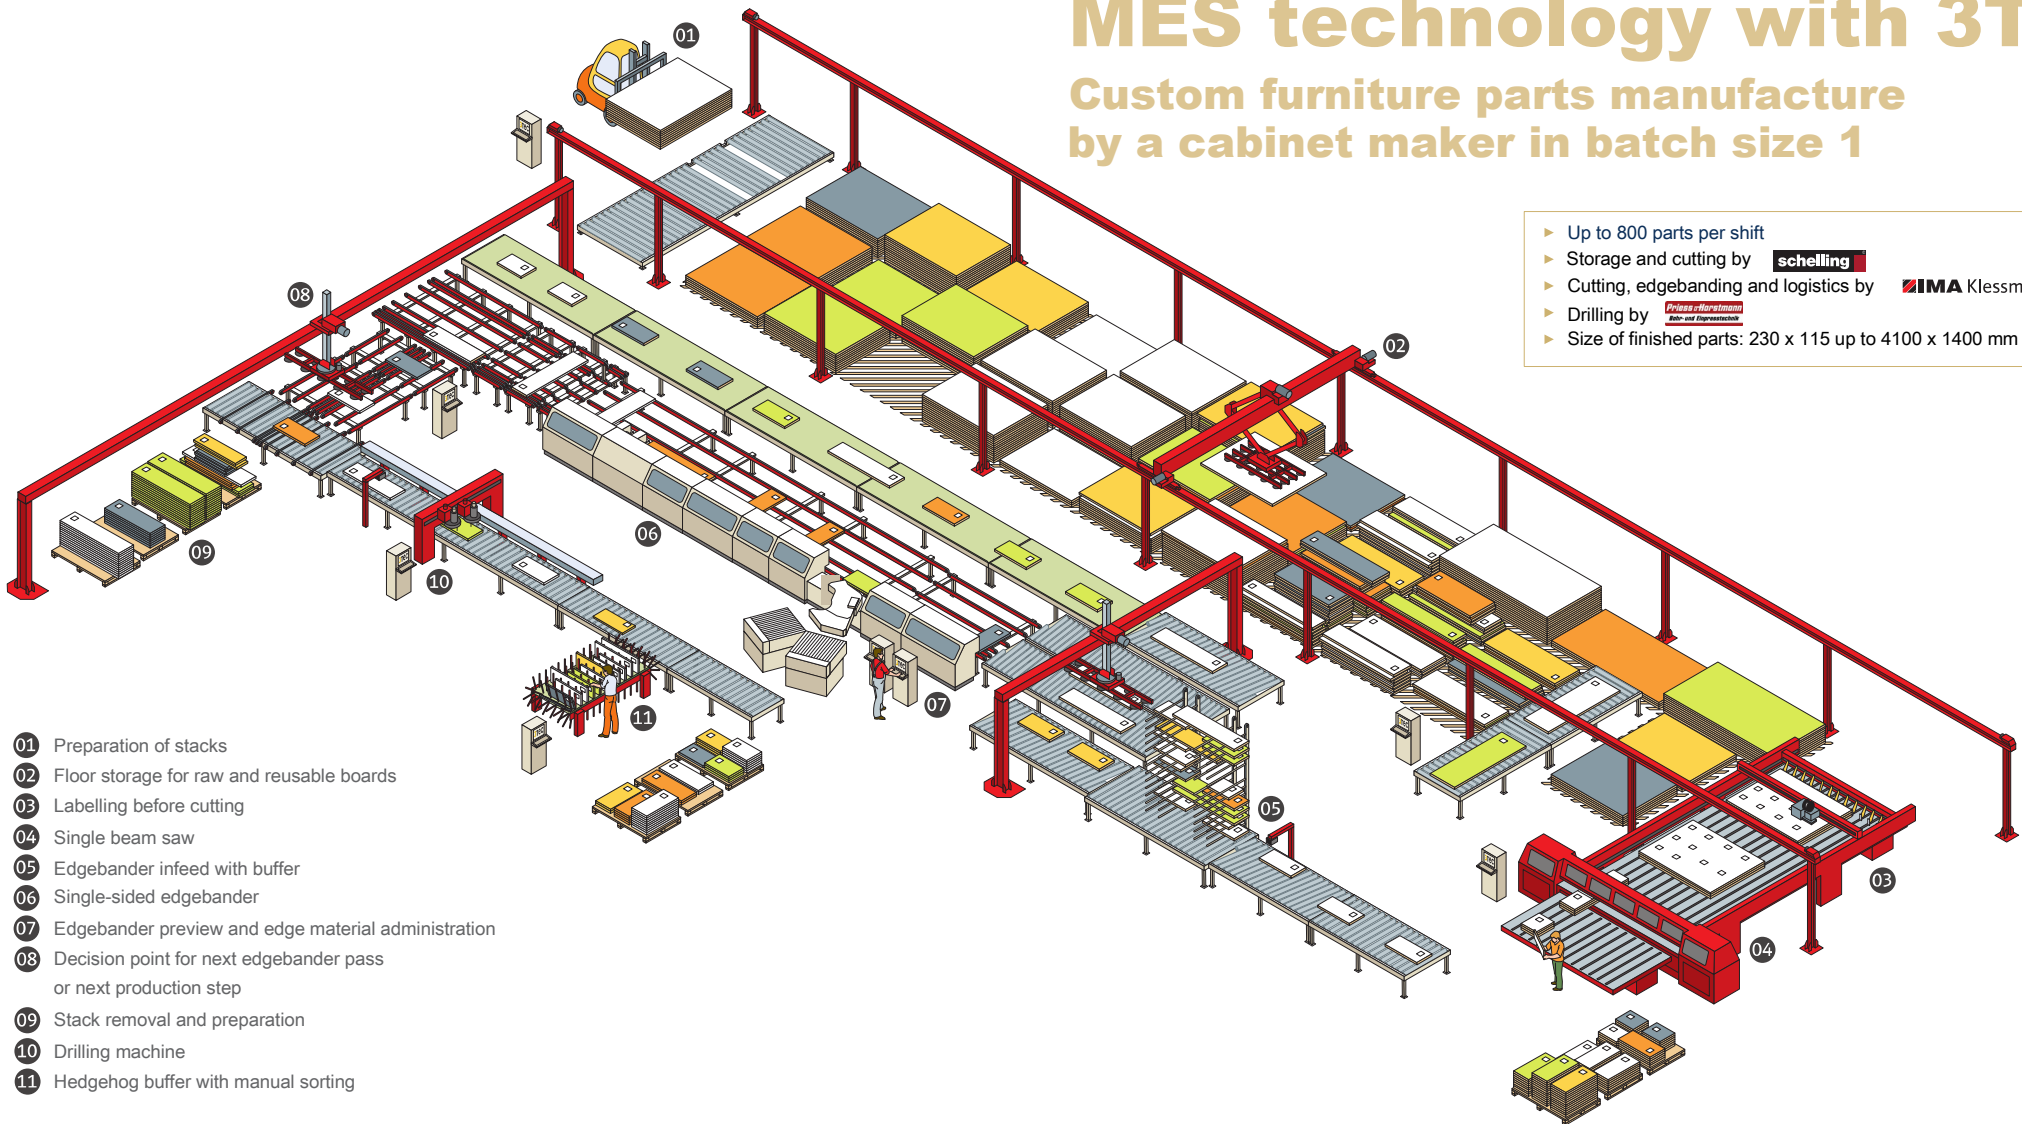 MES technology with 3T
Custom furniture parts manufacture
by a cabinet maker in batch size 1
► Up to 800 parts per shift
► Storage and cutting by schelling
► Cutting, edgebanding and logistics by IMA Klessm
► Drilling by Priess+Horstmann
Bohr- und Einpresstechnik
► Size of finished parts: 230 x 115 up to 4100 x 1400 mm
01
02
03
04
05
06
07
08
09
10
11
01 Preparation of stacks
02 Floor storage for raw and reusable boards
03 Labelling before cutting
04 Single beam saw
05 Edgebander infeed with buffer
06 Single-sided edgebander
07 Edgebander preview and edge material administration
08 Decision point for next edgebander pass
or next production step
09 Stack removal and preparation
10 Drilling machine
11 Hedgehog buffer with manual sorting